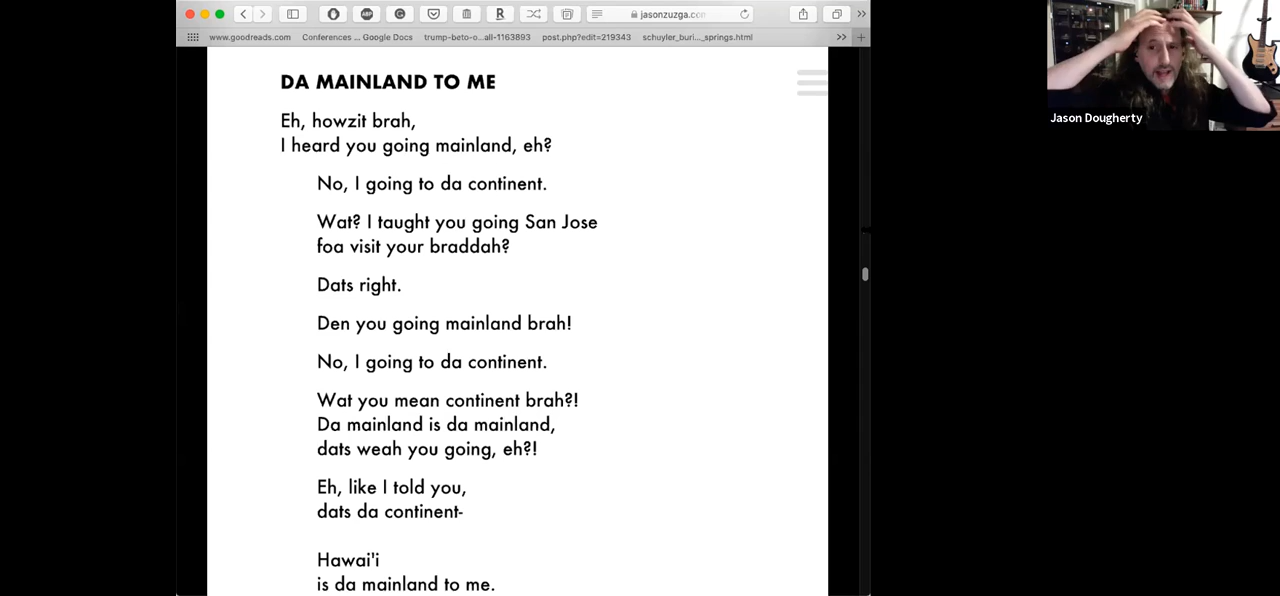 jasonzuzga.com
www.goodreads.com Conferences ... Google Docs trump-beto-o...all-1163893 post.php?edit=219343 schuyler_buri..._springs.html
DA MAINLAND TO ME
Eh, howzit brah,
I heard you going mainland, eh?
No, I going to da continent.
Wat? I taught you going San Jose
foa visit your braddah?
Dats right.
Den you going mainland brah!
No, I going to da continent.
Wat you mean continent brah?!
Da mainland is da mainland,
dats weah you going, eh?!
Eh, like I told you,
dats da continent-
Hawai'i
is da mainland to me.
Jason Dougherty